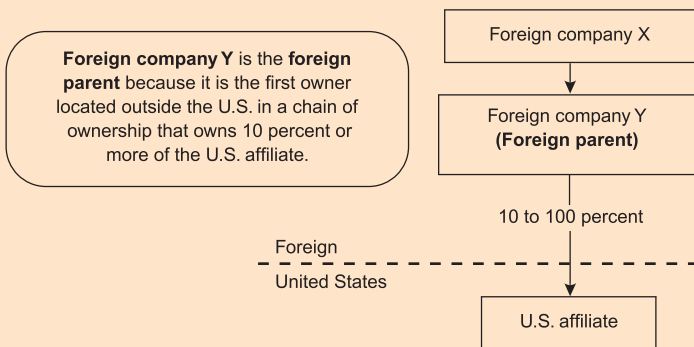 Foreign company X
Foreign company Y is the foreign
parent because it is the first owner
located outside the U.S. in a chain of
ownership that owns 10 percent or
more of the U.S. affiliate.
Foreign company Y
(Foreign parent)
10 to 100 percent
Foreign
United States
U.S. affiliate